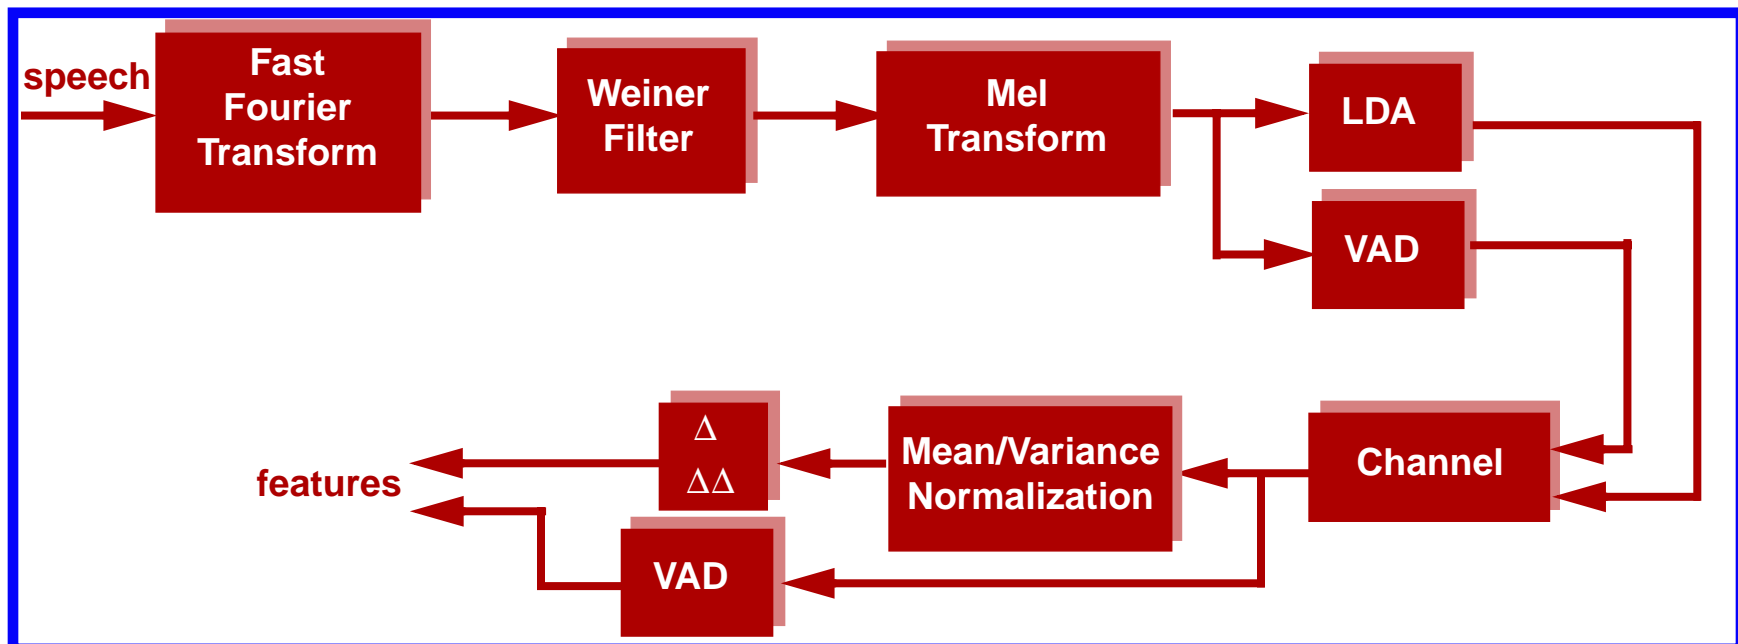 speech
Fast
Fourier
Transform
Weiner
Filter
Mel
Transform
LDA
VAD
Δ
ΔΔ
Mean/Variance
Normalization
Channel
features
VAD